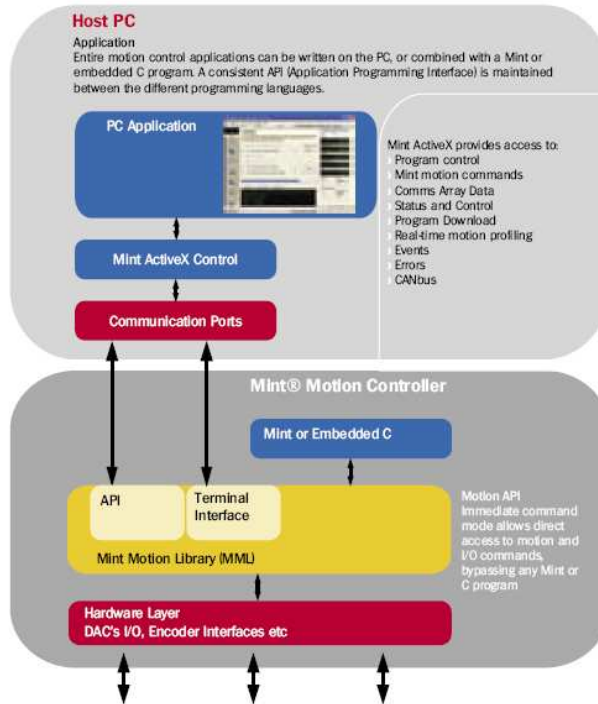 Host PC
Application
Entire motion control applications can be written on the PC, or combined with a Mint or
embedded C program. A consistent API (Application Programming Interface) is maintained
between the different programming languages.
PC Application
Mint ActiveX Control
Communication Ports
Mint ActiveX provides access to:
› Program control
› Mint motion commands
› Comms Array Data
› Status and Control
› Program Download
› Real-time motion profiling
› Events
› Errors
› CANbus
Mint® Motion Controller
Mint or Embedded C
API
Terminal
Interface
Mint Motion Library (MML)
Motion API
Immediate command
mode allows direct
access to motion and
I/O commands,
bypassing any Mint or
C program
Hardware Layer
DAC's I/O, Encoder Interfaces etc